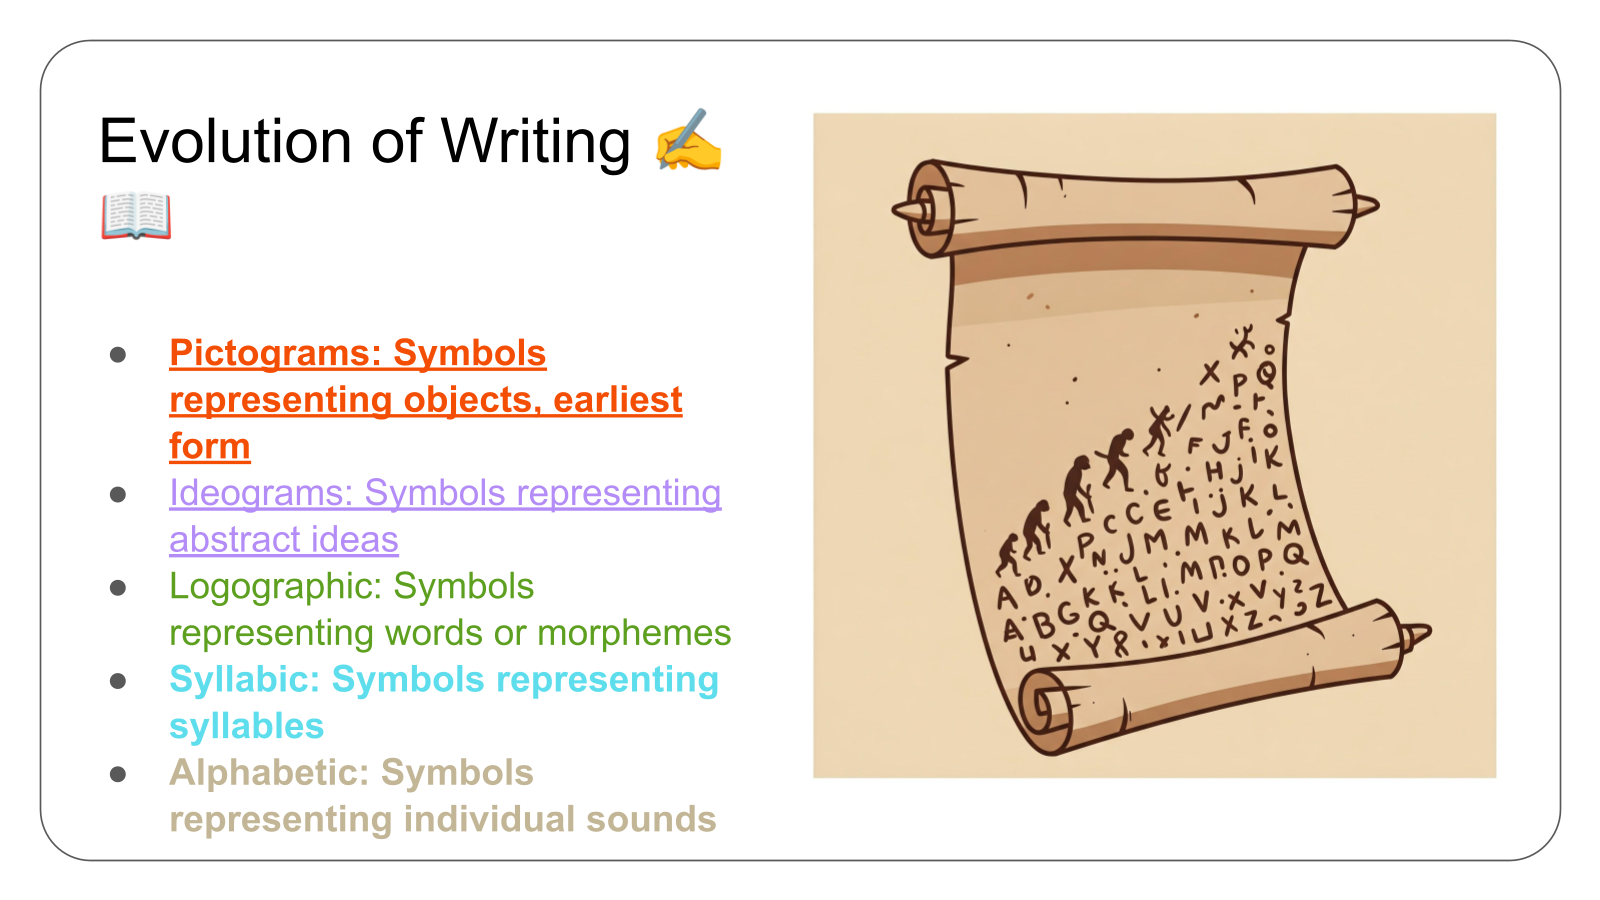 Evolution of Writing ✍️
📖
● Pictograms: Symbols
representing objects, earliest
form
● Ideograms: Symbols representing
abstract ideas
● Logographic: Symbols
representing words or morphemes
● Syllabic: Symbols representing
syllables
● Alphabetic: Symbols
representing individual sounds